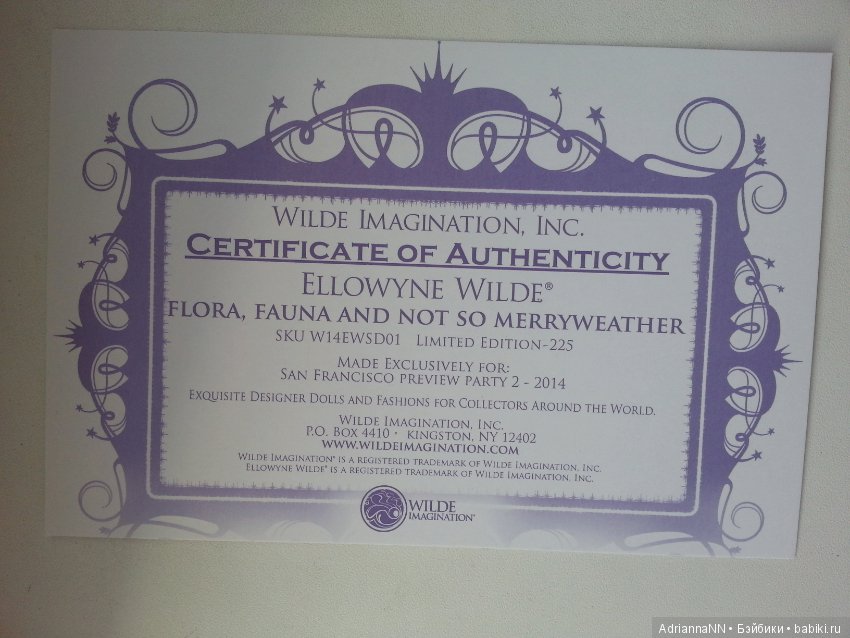 WILDE IMAGINATION, INC.
CERTIFICATE OF AUTHENTICITY
ELLOWYNE WILDE®
FLORA, FAUNA AND NOT SO MERRYWEATHER
SKU W14EWSD01 LIMITED EDITION-225
MADE EXCLUSIVELY FOR:
SAN FRANCISCO PREVIEW PARTY 2 - 2014
EXQUISITE DESIGNER DOLLS AND FASHIONS FOR COLLECTORS AROUND THE WORLD.
WILDE IMAGINATION, INC.
P.O. BOX 4410 • KINGSTON, NY 12402
WWW.WILDEIMAGINATION.COM
WILDE IMAGINATION® IS A REGISTERED TRADEMARK OF WILDE IMAGINATION, INC.
ELLOWYNE WILDE® IS A REGISTERED TRADEMARK OF WILDE IMAGINATION, INC.
WILDE
IMAGINATION®
AdriannaNN • Бэйбики • babiki.ru